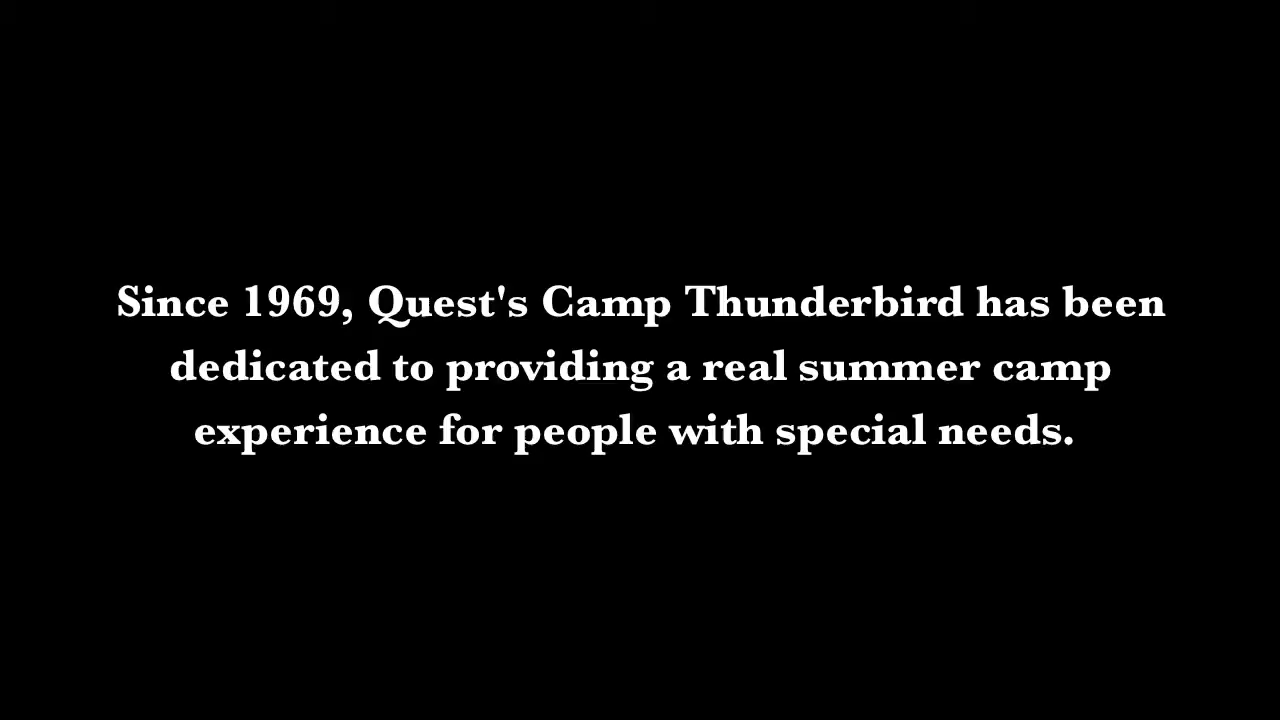 Since 1969, Quest's Camp Thunderbird has been
dedicated to providing a real summer camp
experience for people with special needs.